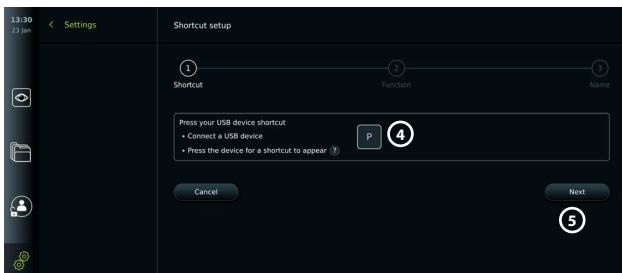 13:30
23 Jan
< Settings
Shortcut setup
1
2
3
Shortcut
Function
Name
Press your USB device shortcut
• Connect a USB device
• Press the device for a shortcut to appear ?
P
4
Cancel
Next
5